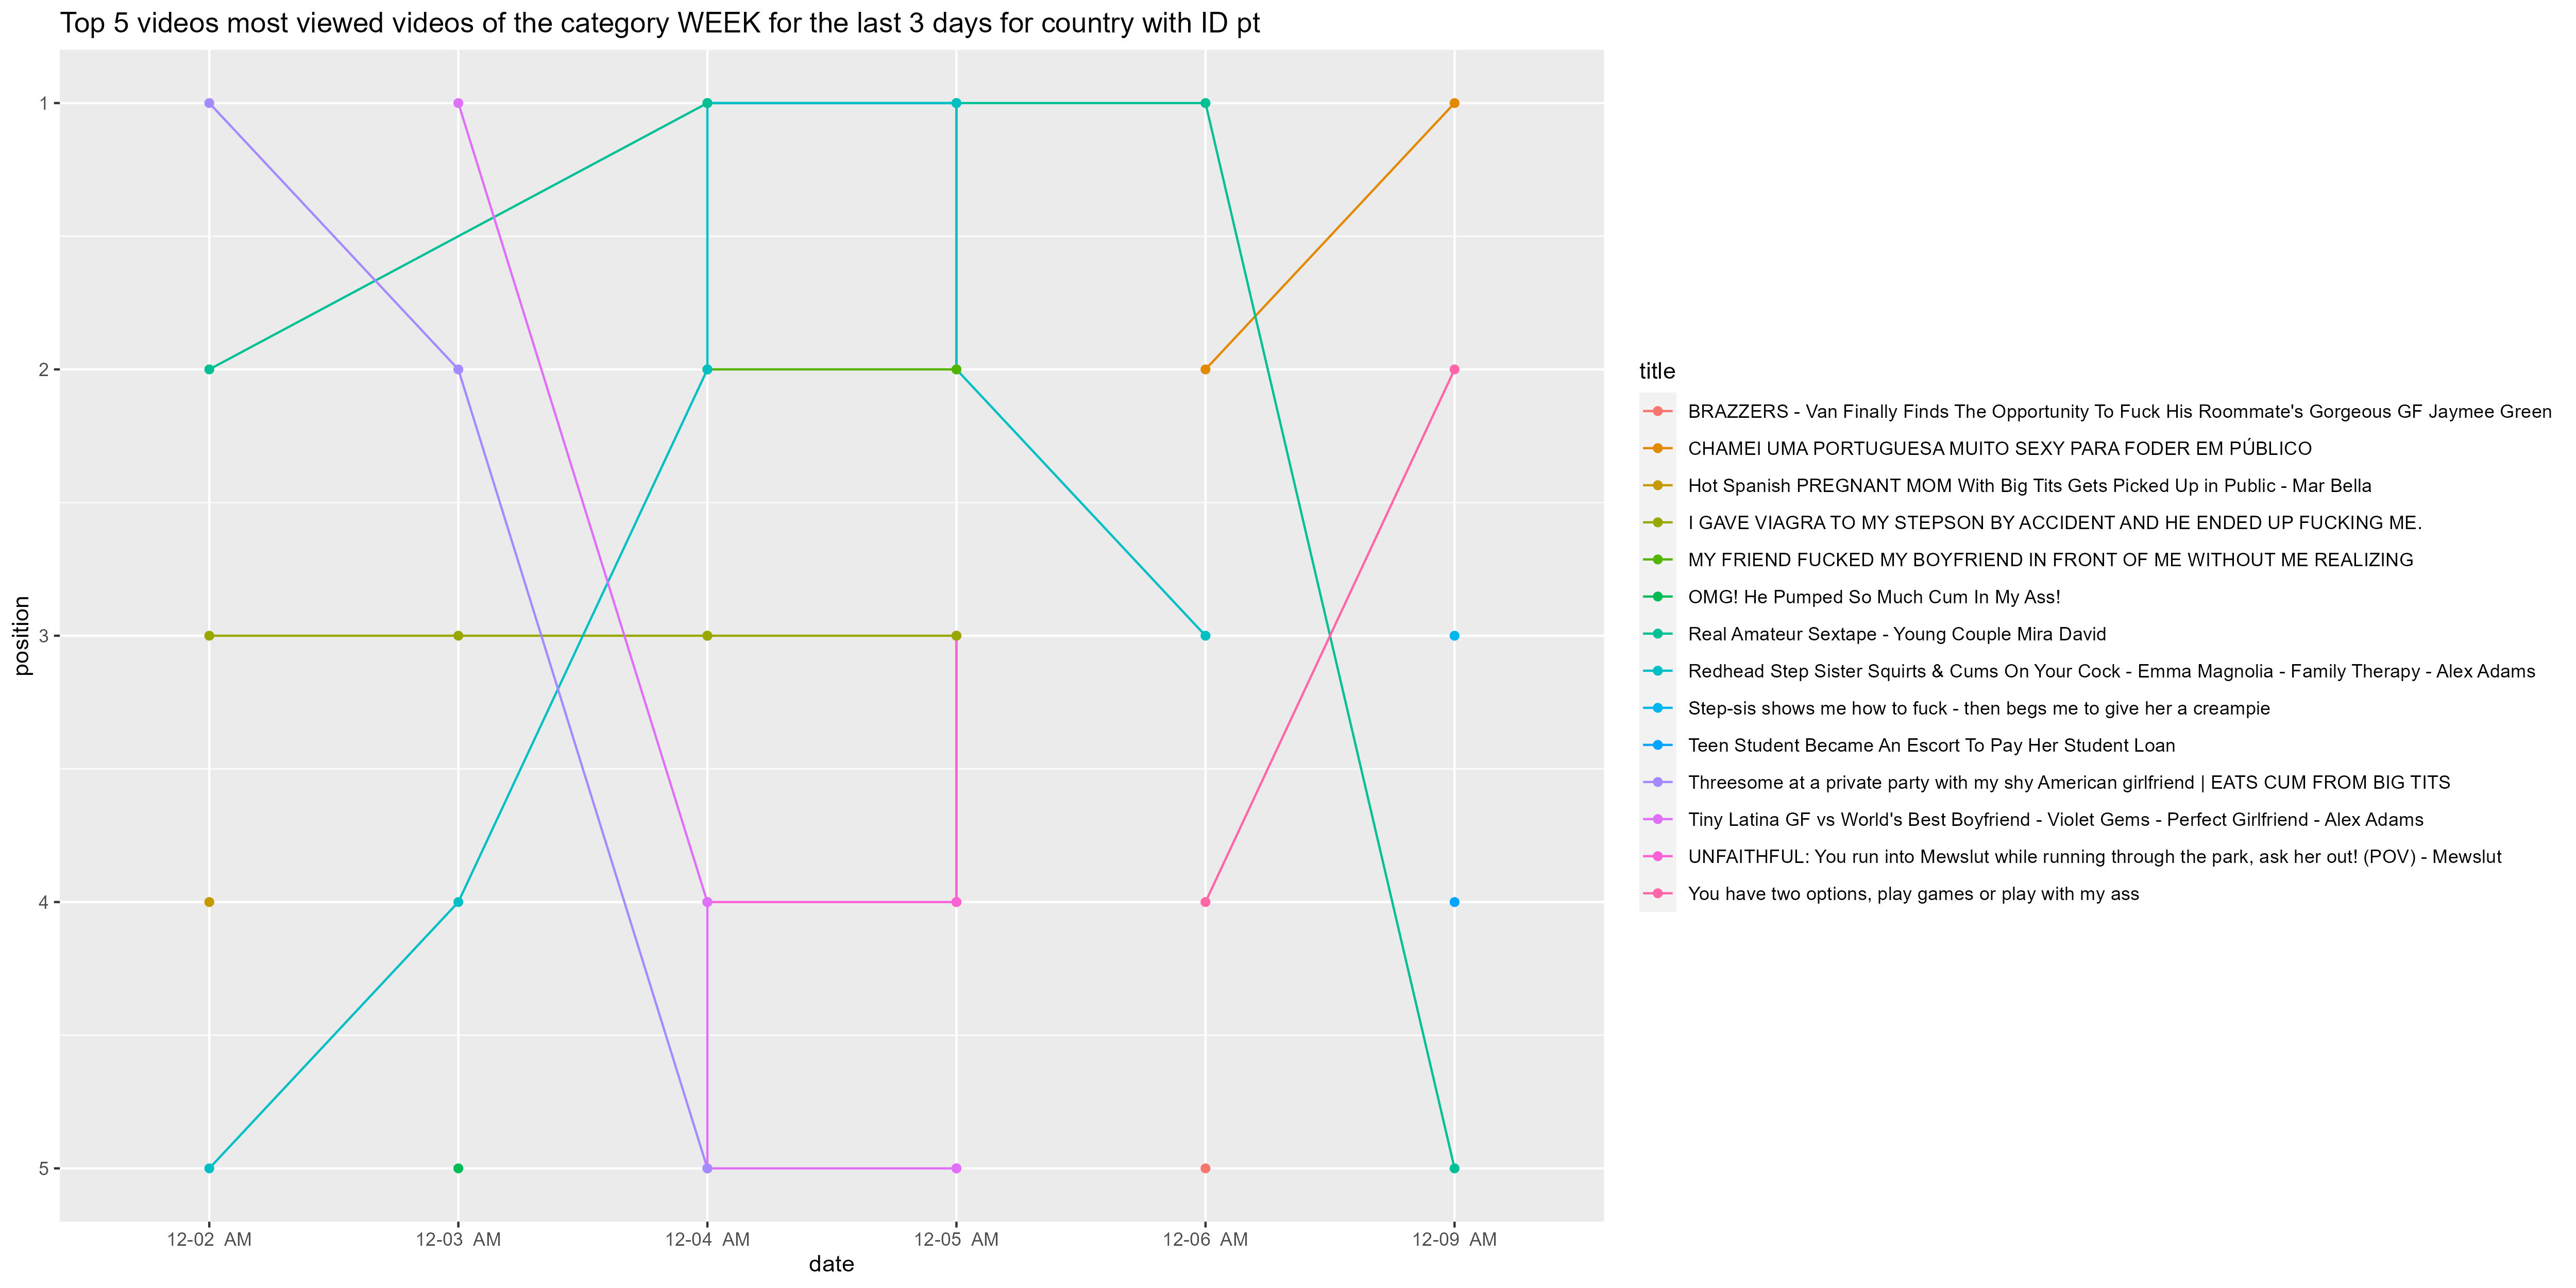 Top 5 videos most viewed videos of the category WEEK for the last 3 days for country with ID pt
position
1
2
3
4
5
12-02  AM
12-03  AM
12-04  AM
12-05  AM
12-06  AM
12-09  AM
date
title
BRAZZERS - Van Finally Finds The Opportunity To Fuck His Roommate's Gorgeous GF Jaymee Green
CHAMEI UMA PORTUGUESA MUITO SEXY PARA FODER EM PÚBLICO
Hot Spanish PREGNANT MOM With Big Tits Gets Picked Up in Public - Mar Bella
I GAVE VIAGRA TO MY STEPSON BY ACCIDENT AND HE ENDED UP FUCKING ME.
MY FRIEND FUCKED MY BOYFRIEND IN FRONT OF ME WITHOUT ME REALIZING
OMG! He Pumped So Much Cum In My Ass!
Real Amateur Sextape - Young Couple Mira David
Redhead Step Sister Squirts & Cums On Your Cock - Emma Magnolia - Family Therapy - Alex Adams
Step-sis shows me how to fuck - then begs me to give her a creampie
Teen Student Became An Escort To Pay Her Student Loan
Threesome at a private party with my shy American girlfriend | EATS CUM FROM BIG TITS
Tiny Latina GF vs World's Best Boyfriend - Violet Gems - Perfect Girlfriend - Alex Adams
UNFAITHFUL: You run into Mewslut while running through the park, ask her out! (POV) - Mewslut
You have two options, play games or play with my ass